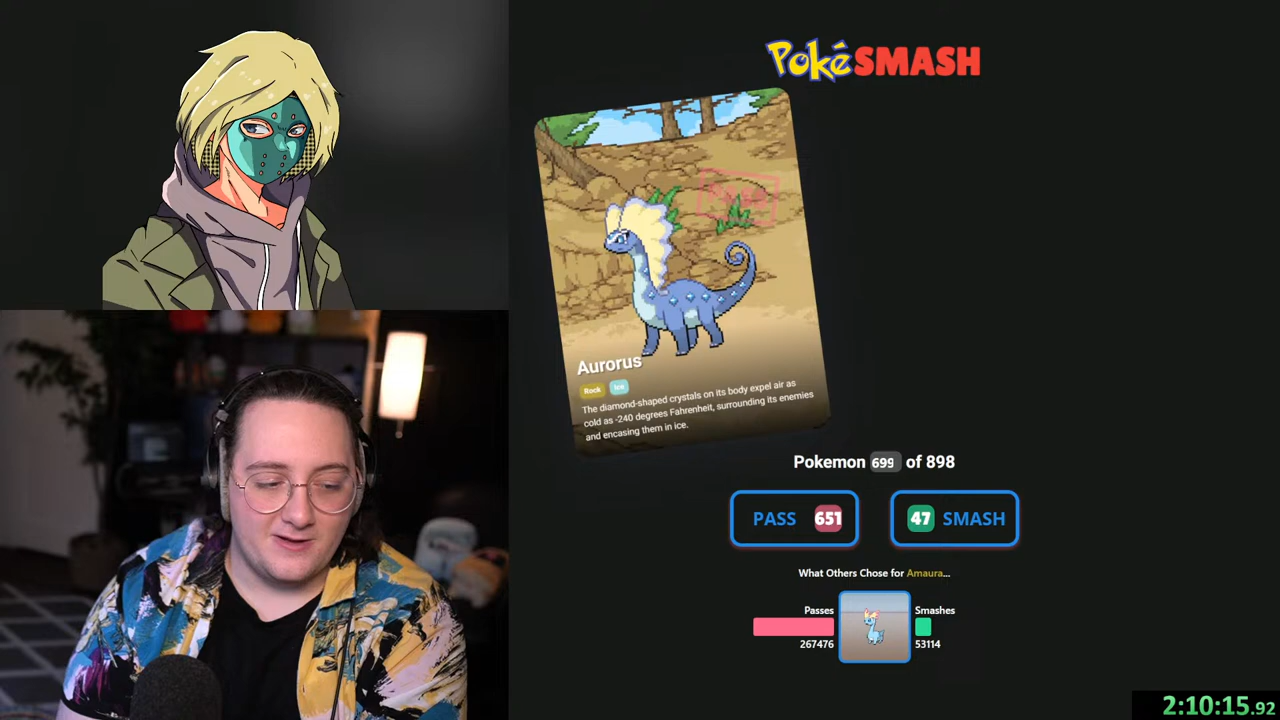 PokéSMASH
Aurorus
Rock Ice
The diamond-shaped crystals on its body expel air as
cold as -240 degrees Fahrenheit, surrounding its enemies
and encasing them in ice.
Pokemon 699 of 898
PASS 651
47 SMASH
What Others Chose for Amaura...
Passes
267476
Smashes
53114
2:10:15.92